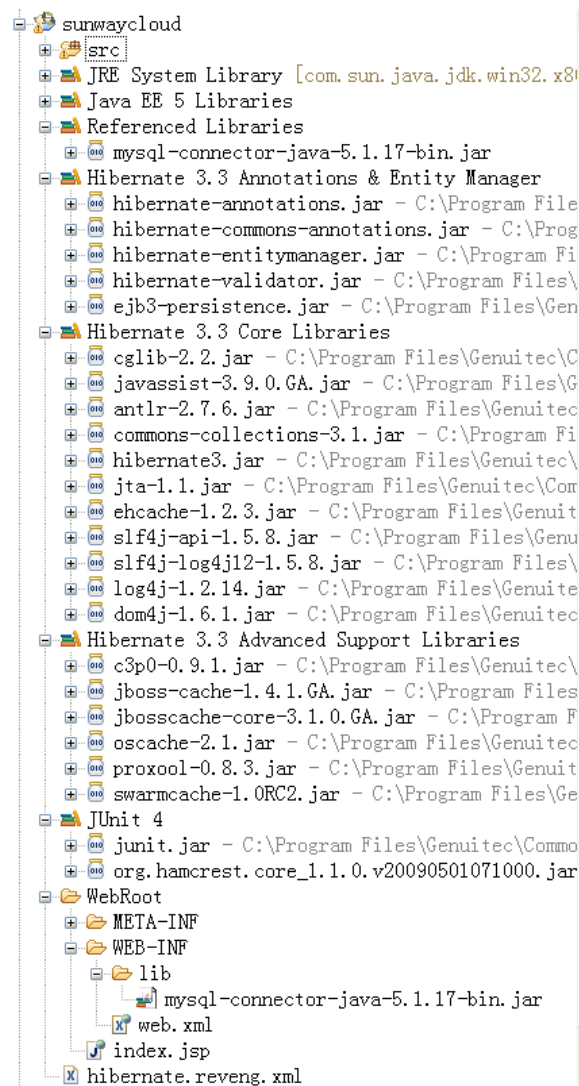 sunwaycloud
src
JRE System Library [com.sun.java.jdk.win32.x8
Java EE 5 Libraries
Referenced Libraries
mysql-connector-java-5.1.17-bin.jar
Hibernate 3.3 Annotations & Entity Manager
hibernate-annotations.jar - C:\Program File
hibernate-commons-annotations.jar - C:\Prog
hibernate-entitymanager.jar - C:\Program Fi
hibernate-validator.jar - C:\Program Files\
ejb3-persistence.jar - C:\Program Files\Gen
Hibernate 3.3 Core Libraries
cglib-2.2.jar - C:\Program Files\Genuitec\C
javassist-3.9.0.GA.jar - C:\Program Files\G
antlr-2.7.6.jar - C:\Program Files\Genuitec
commons-collections-3.1.jar - C:\Program Fi
hibernate3.jar - C:\Program Files\Genuitec\
jta-1.1.jar - C:\Program Files\Genuitec\Com
ehcache-1.2.3.jar - C:\Program Files\Genuit
slf4j-api-1.5.8.jar - C:\Program Files\Genu
slf4j-log4j12-1.5.8.jar - C:\Program Files\
log4j-1.2.14.jar - C:\Program Files\Genuite
dom4j-1.6.1.jar - C:\Program Files\Genuitec
Hibernate 3.3 Advanced Support Libraries
c3p0-0.9.1.jar - C:\Program Files\Genuitec\
jboss-cache-1.4.1.GA.jar - C:\Program Files
jbosscache-core-3.1.0.GA.jar - C:\Program F
oscache-2.1.jar - C:\Program Files\Genuitec
proxool-0.8.3.jar - C:\Program Files\Genuit
swarmcache-1.0RC2.jar - C:\Program Files\Ge
JUnit 4
junit.jar - C:\Program Files\Genuitec\Commo
org.hamcrest.core_1.1.0.v20090501071000.jar
WebRoot
META-INF
WEB-INF
lib
mysql-connector-java-5.1.17-bin.jar
web.xml
index.jsp
hibernate.reveng.xml